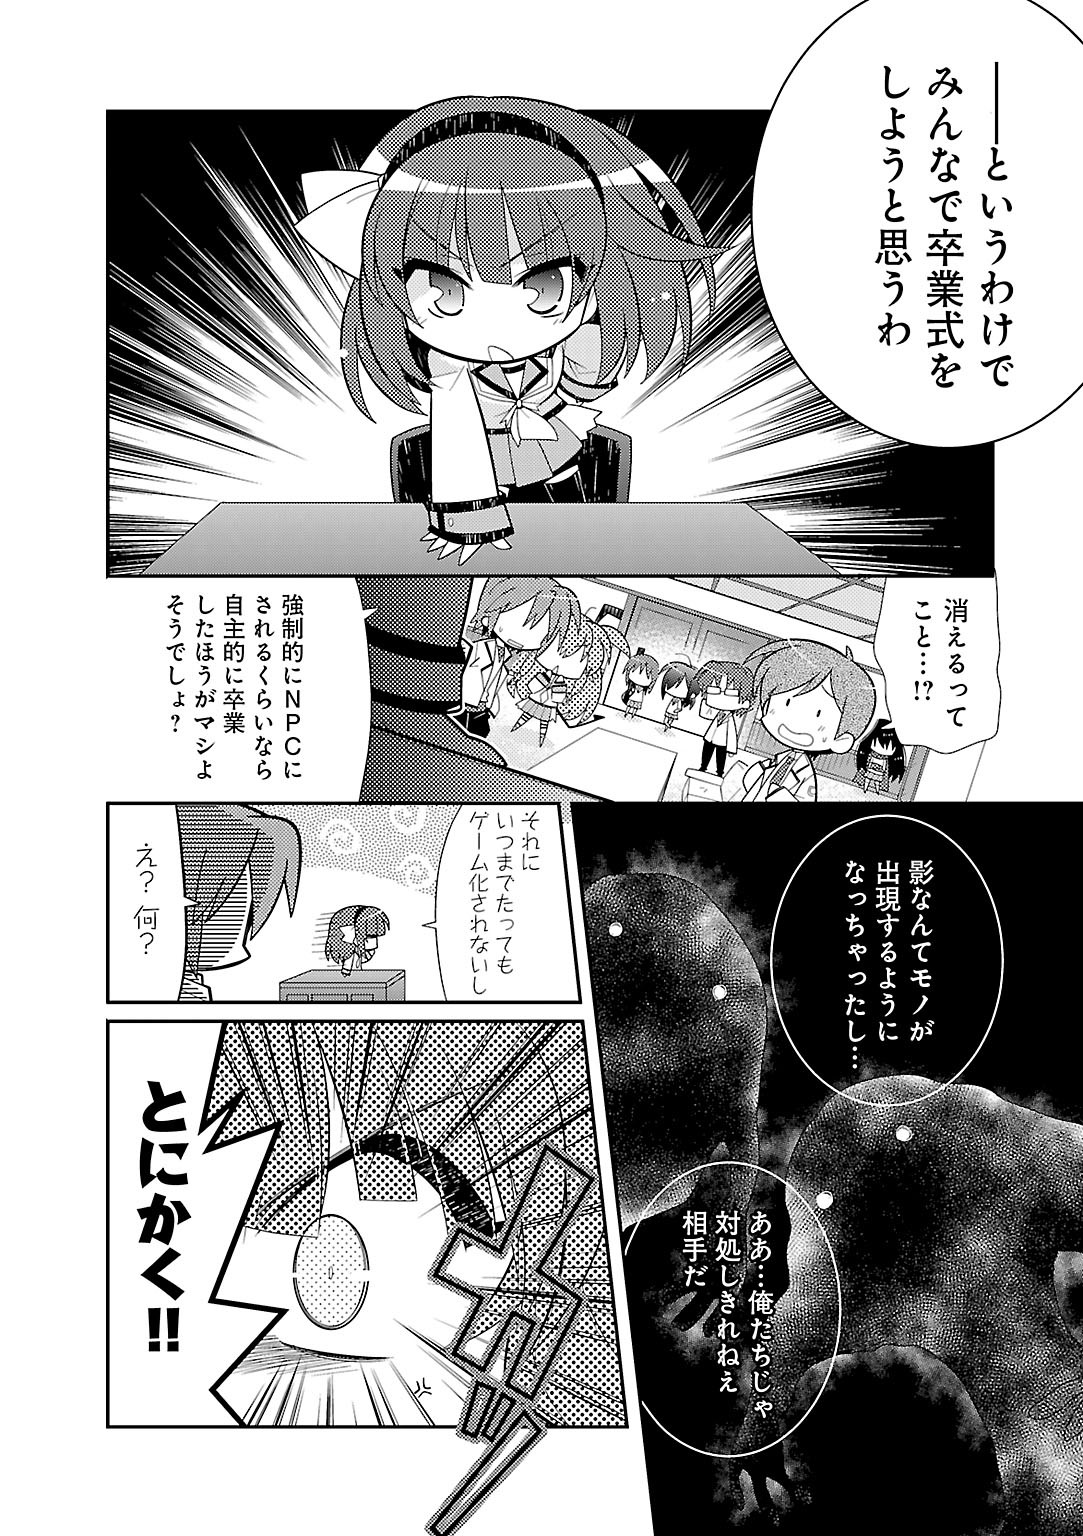 ――というわけで
みんなで卒業式を
しようと思うわ
消えるって
こと…!?
強制的にNPCに
されるくらいなら
自主的に卒業
したほうがマシよ
そうでしょ?
影なんてモノが
出現するように
なっちゃったし…
ああ…俺たちじゃ
対処しきれねえ
相手だ
それに
いつまでたっても
ゲーム化されないし
え?何?
とにかく!!
メカッ